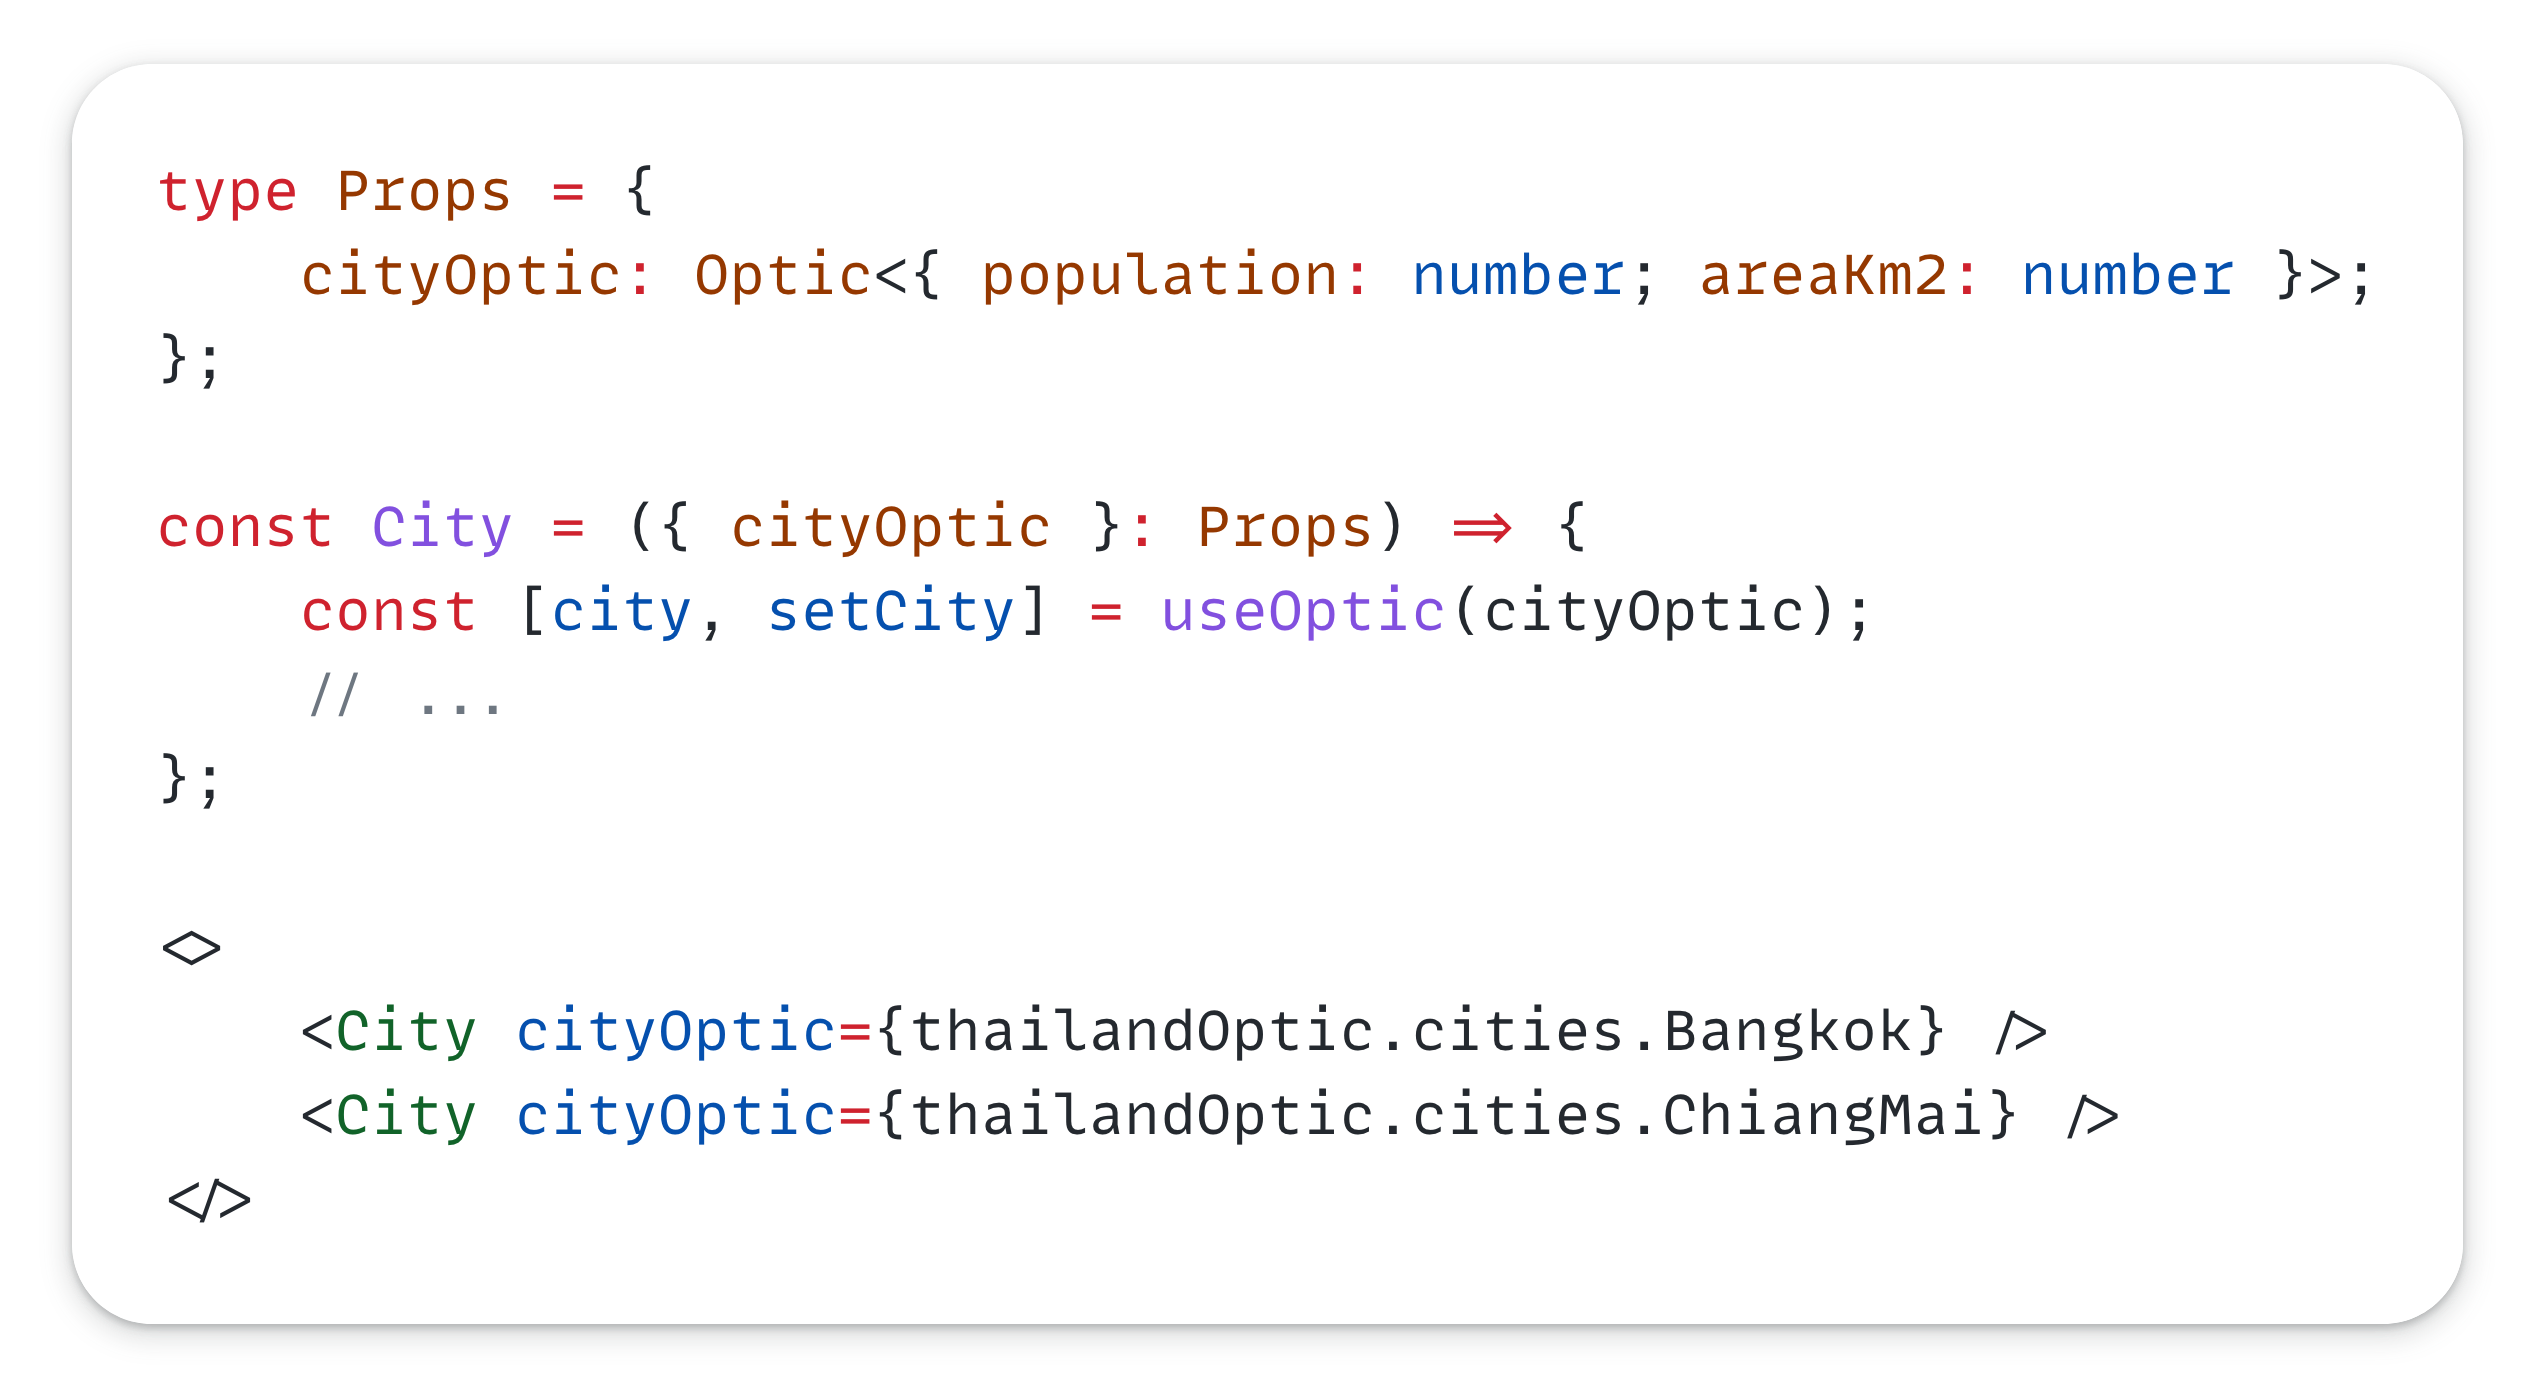 type Props = {
    cityOptic: Optic<{ population: number; areaKm2: number }>;
};

const City = ({ cityOptic }: Props) => {
    const [city, setCity] = useOptic(cityOptic);
    // ...
};

<>
    <City cityOptic={thailandOptic.cities.Bangkok} />
    <City cityOptic={thailandOptic.cities.ChiangMai} />
</>